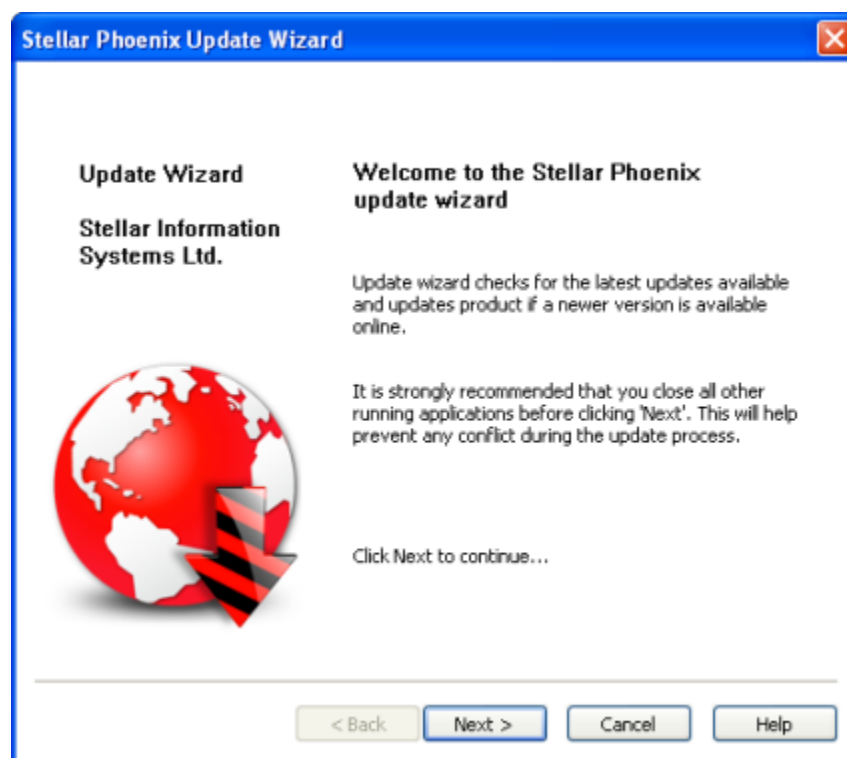 Stellar Phoenix Update Wizard
Update Wizard
Stellar Information
Systems Ltd.
Welcome to the Stellar Phoenix
update wizard
Update wizard checks for the latest updates available
and updates product if a newer version is available
online.
It is strongly recommended that you close all other
running applications before clicking 'Next'. This will help
prevent any conflict during the update process.
Click Next to continue...
< Back
Next >
Cancel
Help